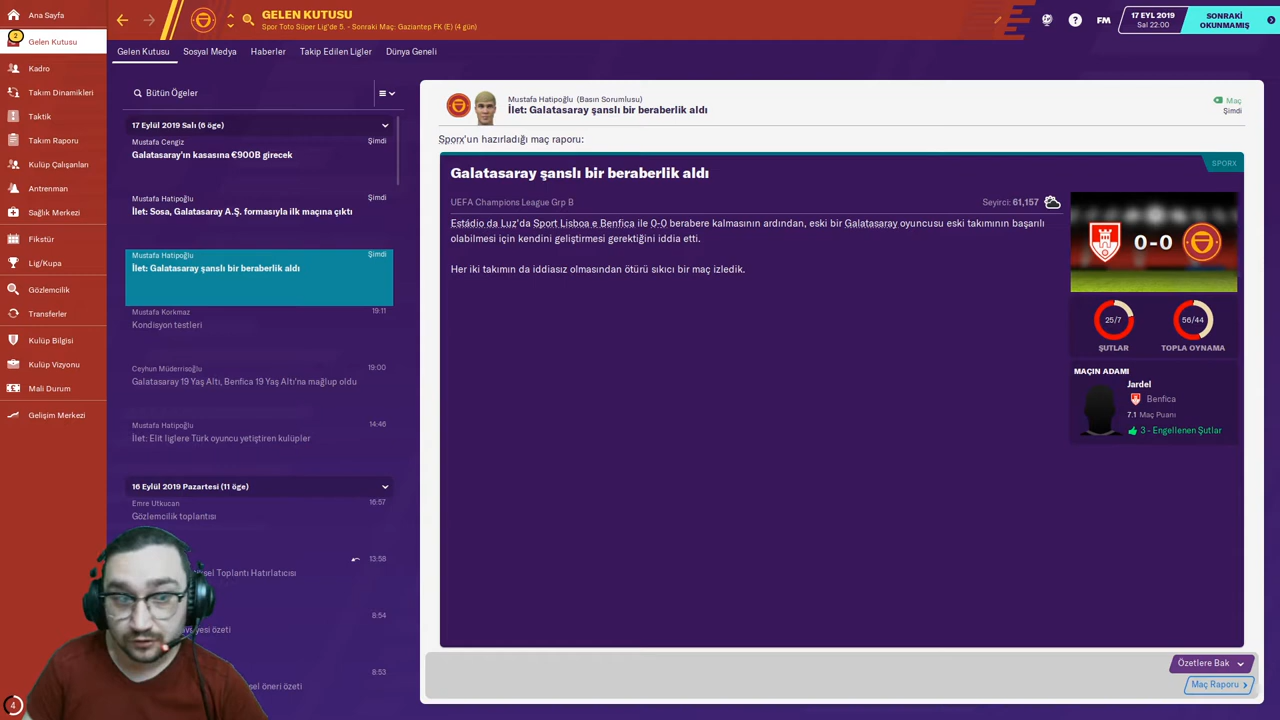 Ana Sayfa
2
Gelen Kutusu
Kadro
Takım Dinamikleri
Taktik
Takım Raporu
Kulüp Çalışanları
Antrenman
Sağlık Merkezi
Fikstür
Lig/Kupa
Gözlemcilik
Transferler
Kulüp Bilgisi
Kulüp Vizyonu
Mali Durum
Gelişim Merkezi
4
GELEN KUTUSU
Spor Toto Süper Lig'de 5. - Sonraki Maç: Gaziantep FK (E) (4 gün)
FM
17 EYL 2019
Sal 22:00
SONRAKİ
OKUNMAMIŞ
Gelen Kutusu
Sosyal Medya
Haberler
Takip Edilen Ligler
Dünya Geneli
Bütün Ögeler
17 Eylül 2019 Salı (6 öge)
Mustafa Cengiz
Şimdi
Galatasaray'ın kasasına €900B girecek
Mustafa Hatipoğlu
Şimdi
İlet: Sosa, Galatasaray A.Ş. formasıyla ilk maçına çıktı
Mustafa Hatipoğlu
Şimdi
İlet: Galatasaray şanslı bir beraberlik aldı
Mustafa Korkmaz
19:11
Kondisyon testleri
Ceyhun Müderrisoğlu
19:00
Galatasaray 19 Yaş Altı, Benfica 19 Yaş Altı'na mağlup oldu
Mustafa Hatipoğlu
14:46
İlet: Elit liglere Türk oyuncu yetiştiren kulüpler
16 Eylül 2019 Pazartesi (11 öge)
Emre Utkucan
16:57
Gözlemcilik toplantısı
13:58
Toplantı Hatırlatıcısı
8:54
özeti
8:53
öneri özeti
Mustafa Hatipoğlu (Basın Sorumlusu)
İlet: Galatasaray şanslı bir beraberlik aldı
Maç
Şimdi
Sporx'un hazırladığı maç raporu:
SPORX
Galatasaray şanslı bir beraberlik aldı
UEFA Champions League Grp B
Seyirci: 61,157
Estádio da Luz'da Sport Lisboa e Benfica ile 0-0 berabere kalmasının ardından, eski bir Galatasaray oyuncusu eski takımının başarılı
olabilmesi için kendini geliştirmesi gerektiğini iddia etti.
Her iki takımın da iddiasız olmasından ötürü sıkıcı bir maç izledik.
0-0
25/7
56/44
ŞUTLAR
TOPLA OYNAMA
MAÇIN ADAMI
Jardel
Benfica
7.1 Maç Puanı
3 - Engellenen Şutlar
Özetlere Bak
Maç Raporu